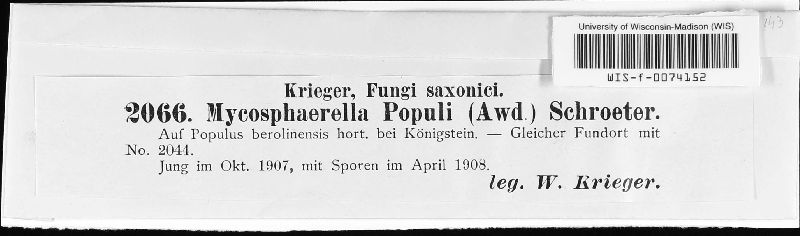 University of Wisconsin-Madison (WIS)
143
WIS-f-0074152
Krieger, Fungi saxonici.
2066. Mycosphaerella Populi (Awd.) Schroeter.
Auf Populus berolinensis hort. bei Königstein. — Gleicher Fundort mit
No. 2044.
Jung im Okt. 1907, mit Sporen im April 1908.
leg. W. Krieger.